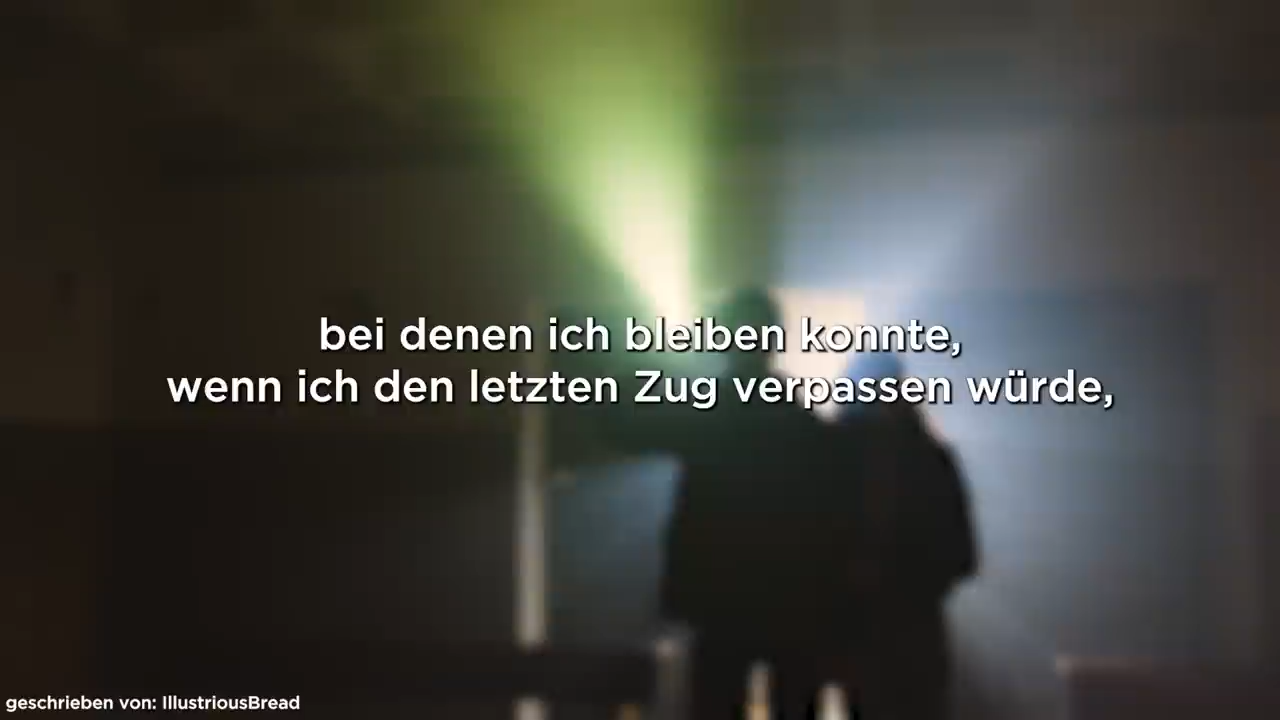 bei denen ich bleiben konnte,
wenn ich den letzten Zug verpassen würde,
geschrieben von: IllustriousBread